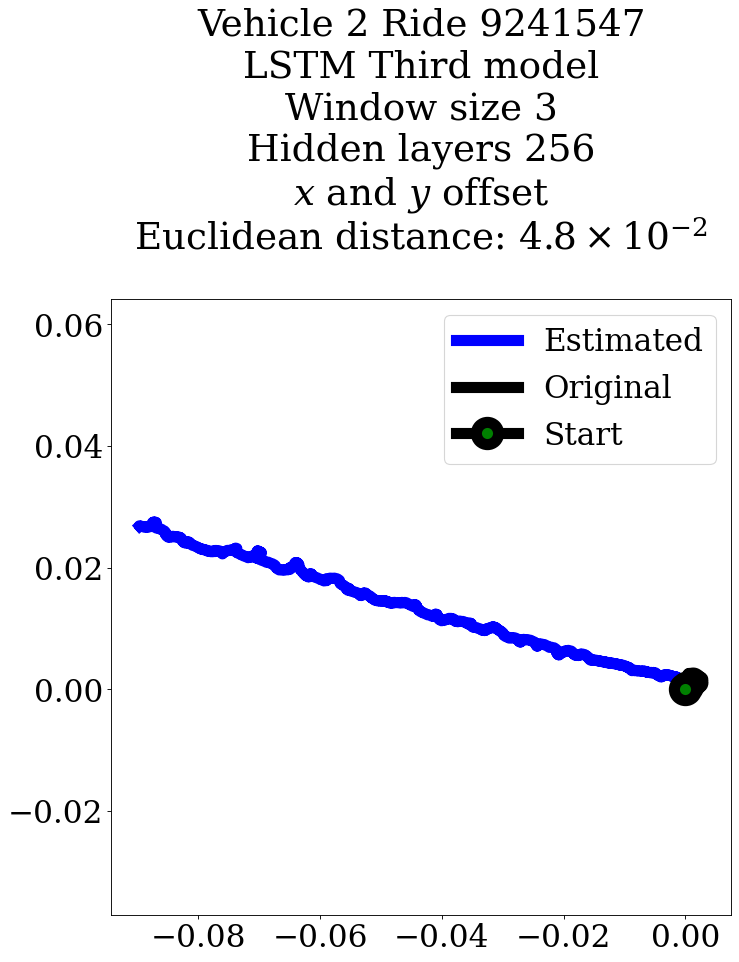 Vehicle 2 Ride 9241547
LSTM Third model
Window size 3
Hidden layers 256
x and y offset
Euclidean distance: 4.8 × 10⁻²
Estimated
Original
Start
0.06
0.04
0.02
0.00
−0.02
−0.08
−0.06
−0.04
−0.02
0.00